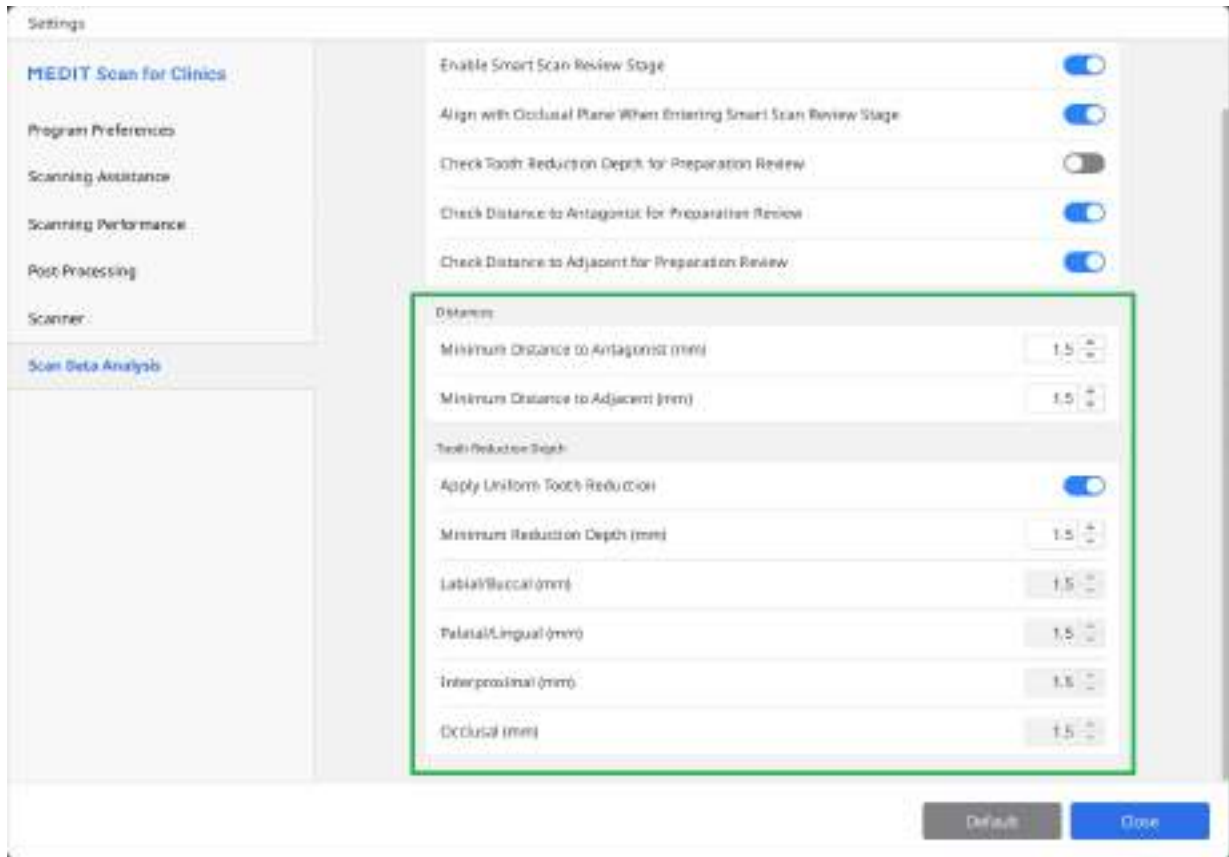 Settings
MEDIT Scan for Clinics
Program Preferences
Scanning Assistance
Scanning Performance
Post Processing
Scanner
Scan Data Analysis
Enable Smart Scan Review Stage
Align with Occlusal Plane When Entering Smart Scan Review Stage
Check Tooth Reduction Depth for Preparation Review
Check Distance to Antagonist for Preparation Review
Check Distance to Adjacent for Preparation Review
Distances
Minimum Distance to Antagonist (mm) 1.5
Minimum Distance to Adjacent (mm) 1.5
Tooth Reduction Depth
Apply Uniform Tooth Reduction
Minimum Reduction Depth (mm) 1.5
Labial/Buccal (mm) 1.5
Palatal/Lingual (mm) 1.5
Interproximal (mm) 1.5
Occlusal (mm) 1.5
Default Close